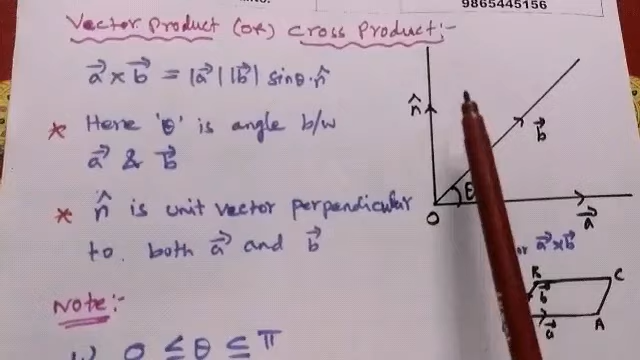 9865445156
Vector Product (or) Cross Product:-
a⃗ × b⃗ = |a⃗| |b⃗| sinθ·n̂
* Here 'θ' is angle b/w
a⃗ & b⃗
* n̂ is unit vector perpendicular
to both a⃗ and b⃗
Note:-
0 ≤ θ ≤ π
n̂
b⃗
θ
O
a⃗
or a⃗×b⃗
B
C
b⃗
a⃗
A